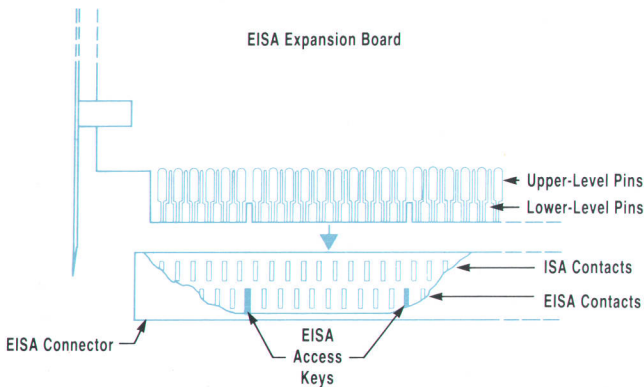 EISA Expansion Board
Upper-Level Pins
Lower-Level Pins
ISA Contacts
EISA Contacts
EISA Connector
EISA
Access
Keys